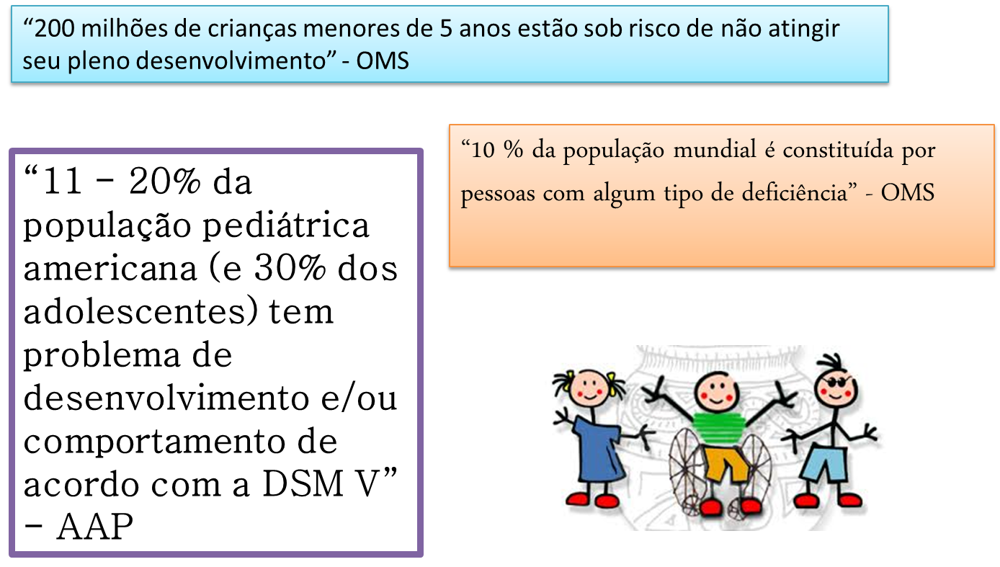 “200 milhões de crianças menores de 5 anos estão sob risco de não atingir
seu pleno desenvolvimento” - OMS
“11 – 20% da
população pediátrica
americana (e 30% dos
adolescentes) tem
problema de
desenvolvimento e/ou
comportamento de
acordo com a DSM V”
– AAP
“10 % da população mundial é constituída por
pessoas com algum tipo de deficiência” - OMS